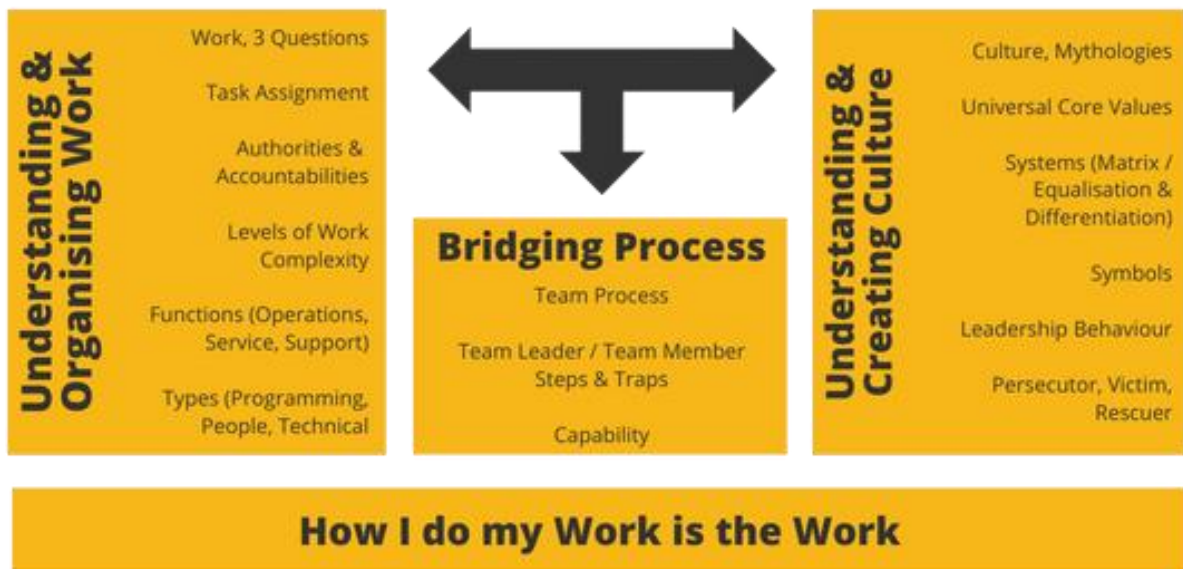 Understanding &
Organising Work
Work, 3 Questions
Task Assignment
Authorities &
Accountabilities
Levels of Work
Complexity
Functions (Operations,
Service, Support)
Types (Programming,
People, Technical
Bridging Process
Team Process
Team Leader / Team Member
Steps & Traps
Capability
Understanding &
Creating Culture
Culture, Mythologies
Universal Core Values
Systems (Matrix /
Equalisation &
Differentiation)
Symbols
Leadership Behaviour
Persecutor, Victim,
Rescuer
How I do my Work is the Work